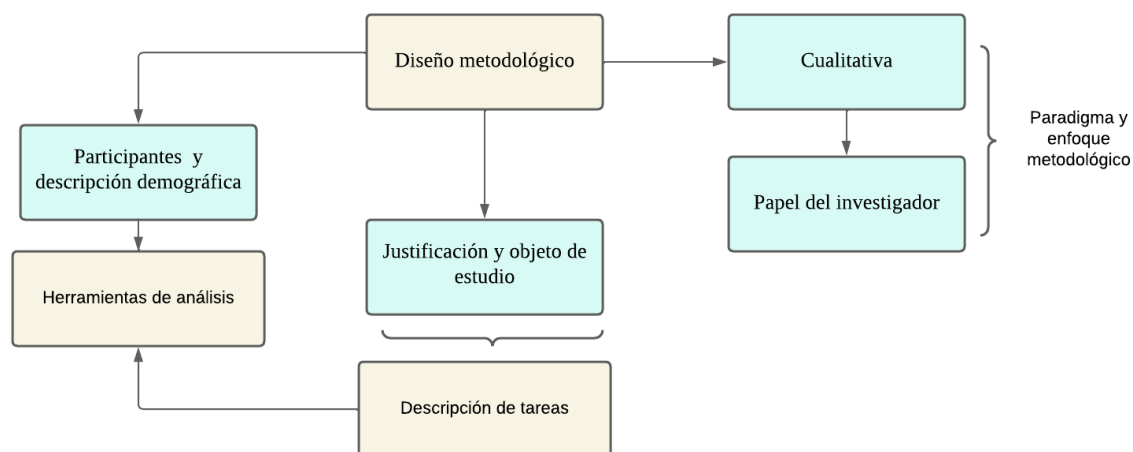 Diseño metodológico
Cualitativa
Paradigma y
enfoque
metodológico
Participantes y
descripción demográfica
Papel del investigador
Justificación y objeto de
estudio
Herramientas de análisis
Descripción de tareas